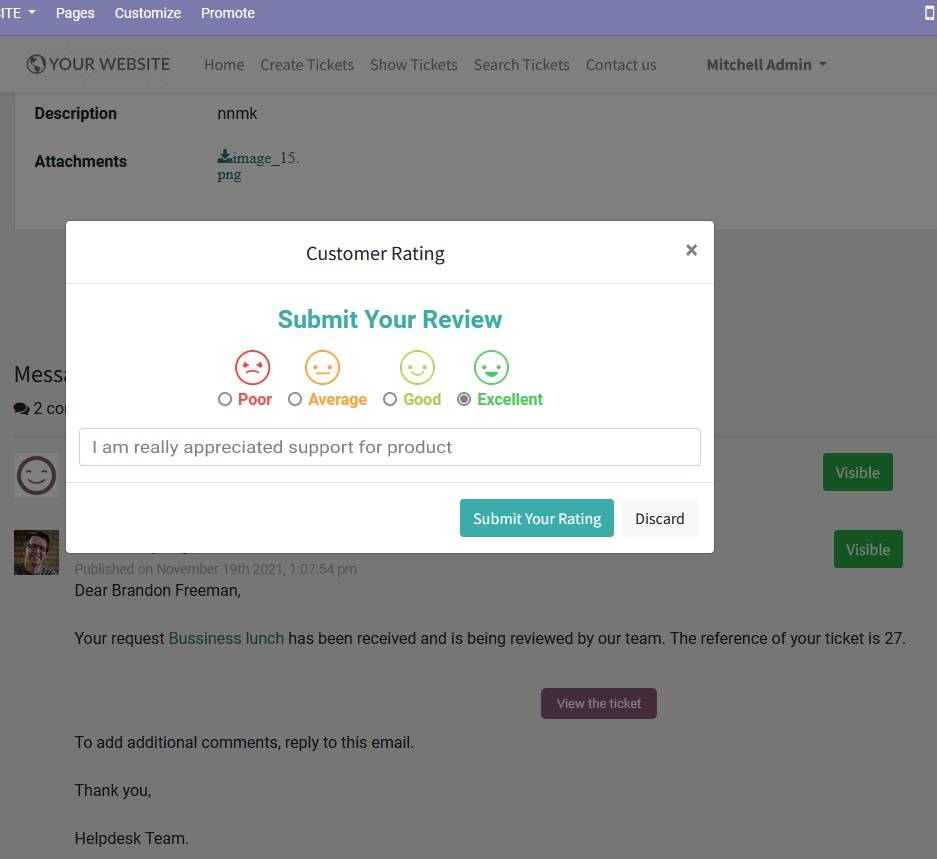 ITE Pages Customize Promote
YOUR WEBSITE Home Create Tickets Show Tickets Search Tickets Contact us Mitchell Admin
Description nnmk
Attachments image_15.
png
Customer Rating ×
Submit Your Review
Poor Average Good Excellent
I am really appreciated support for product
Submit Your Rating Discard
Messa
2 co
Visible
Visible
Published on November 19th 2021, 1:07:54 pm
Dear Brandon Freeman,
Your request Bussiness lunch has been received and is being reviewed by our team. The reference of your ticket is 27.
View the ticket
To add additional comments, reply to this email.
Thank you,
Helpdesk Team.